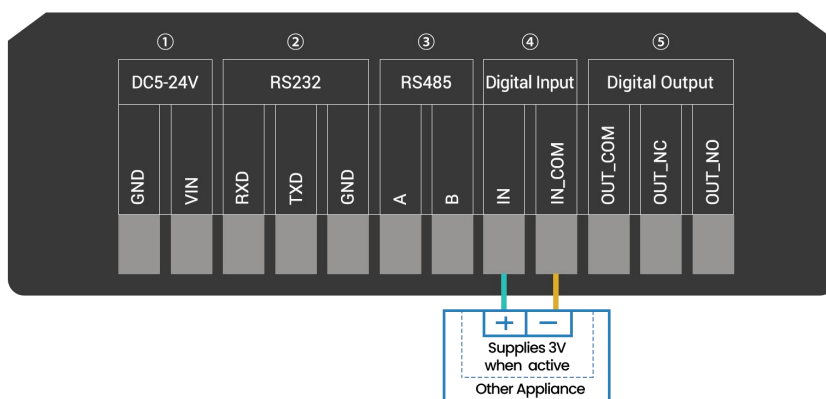 ① ② ③ ④ ⑤
DC5-24V RS232 RS485 Digital Input Digital Output
GND VIN RXD TXD GND A B IN IN_COM OUT_COM OUT_NC OUT_NO
+ −
Supplies 3V
when active
Other Appliance